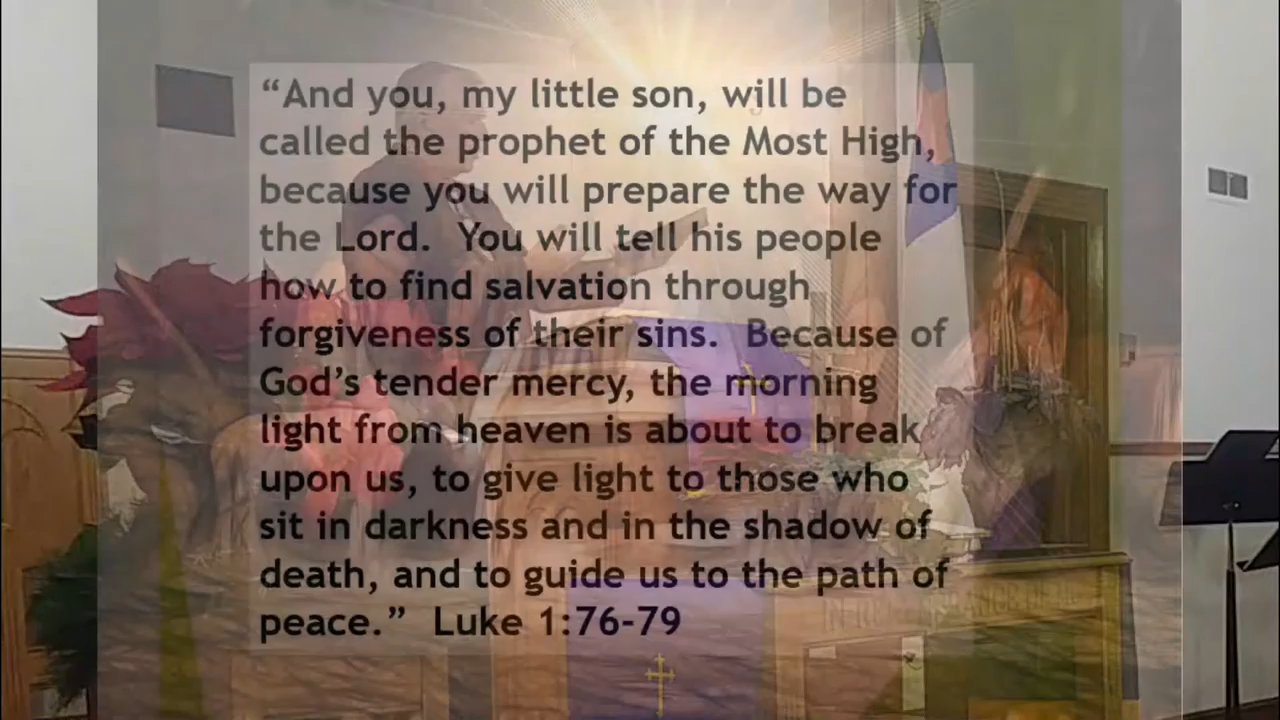 “And you, my little son, will be
called the prophet of the Most High,
because you will prepare the way for
the Lord.  You will tell his people
how to find salvation through
forgiveness of their sins.  Because of
God’s tender mercy, the morning
light from heaven is about to break
upon us, to give light to those who
sit in darkness and in the shadow of
death, and to guide us to the path of
peace.”  Luke 1:76-79